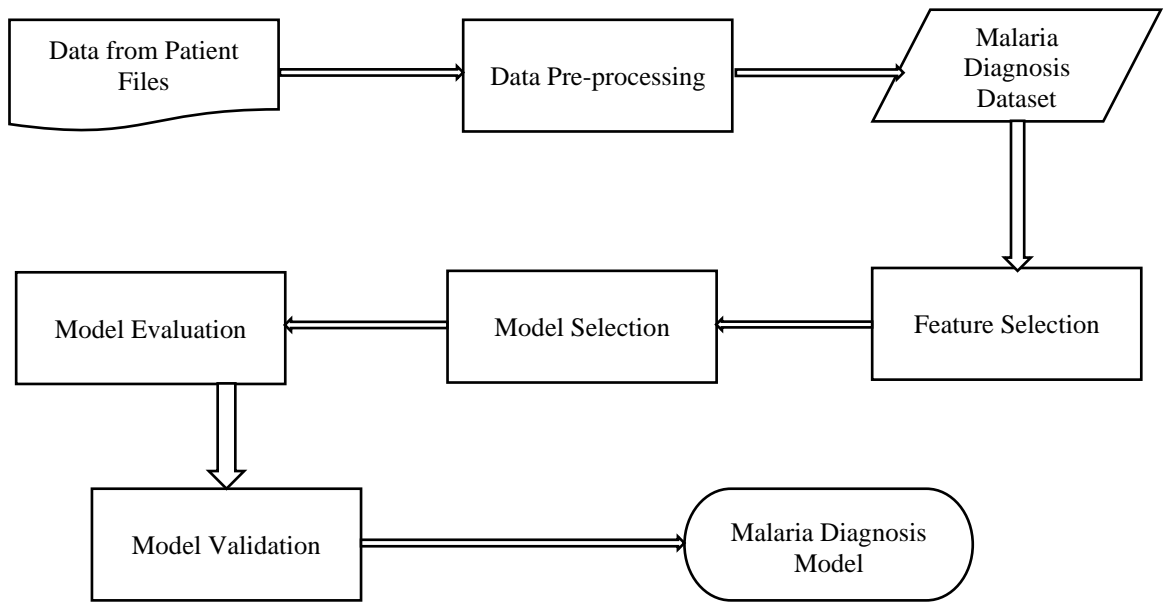 Data from Patient
Files
Data Pre-processing
Malaria
Diagnosis
Dataset
Feature Selection
Model Selection
Model Evaluation
Model Validation
Malaria Diagnosis
Model